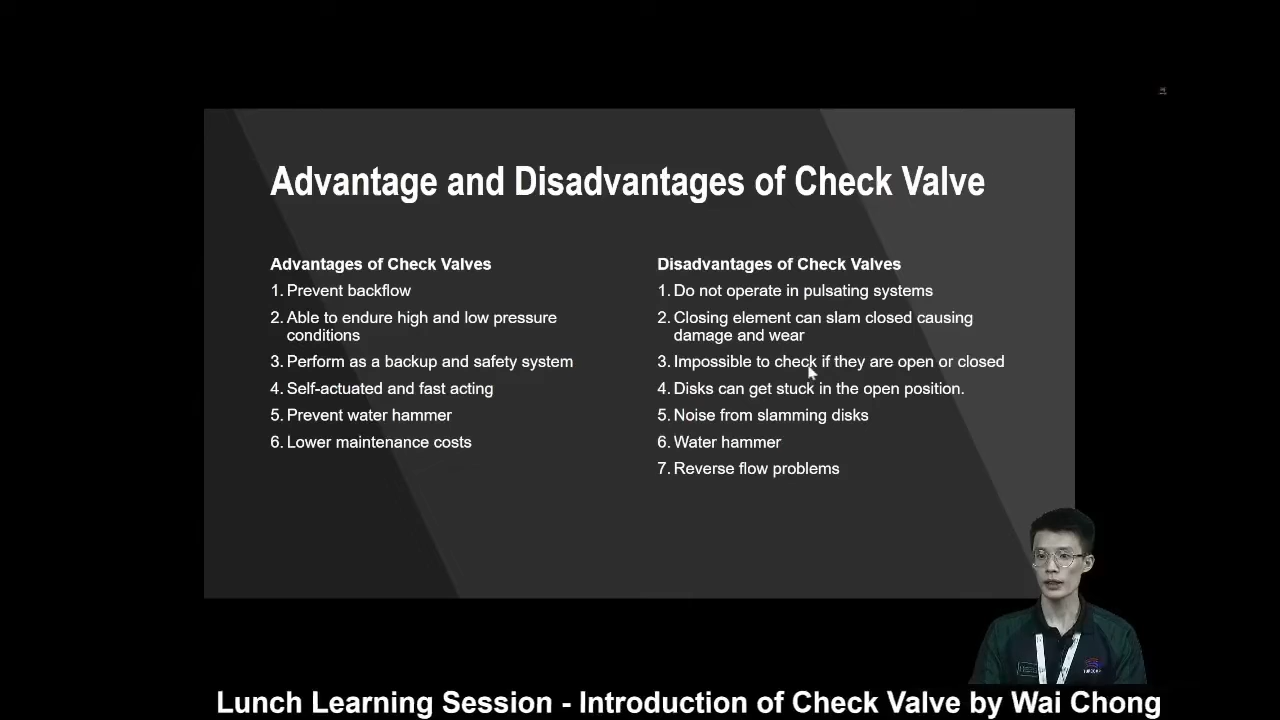 Advantage and Disadvantages of Check Valve
Advantages of Check Valves
1. Prevent backflow
2. Able to endure high and low pressure
conditions
3. Perform as a backup and safety system
4. Self-actuated and fast acting
5. Prevent water hammer
6. Lower maintenance costs
Disadvantages of Check Valves
1. Do not operate in pulsating systems
2. Closing element can slam closed causing
damage and wear
3. Impossible to check if they are open or closed
4. Disks can get stuck in the open position.
5. Noise from slamming disks
6. Water hammer
7. Reverse flow problems
Lunch Learning Session - Introduction of Check Valve by Wai Chong